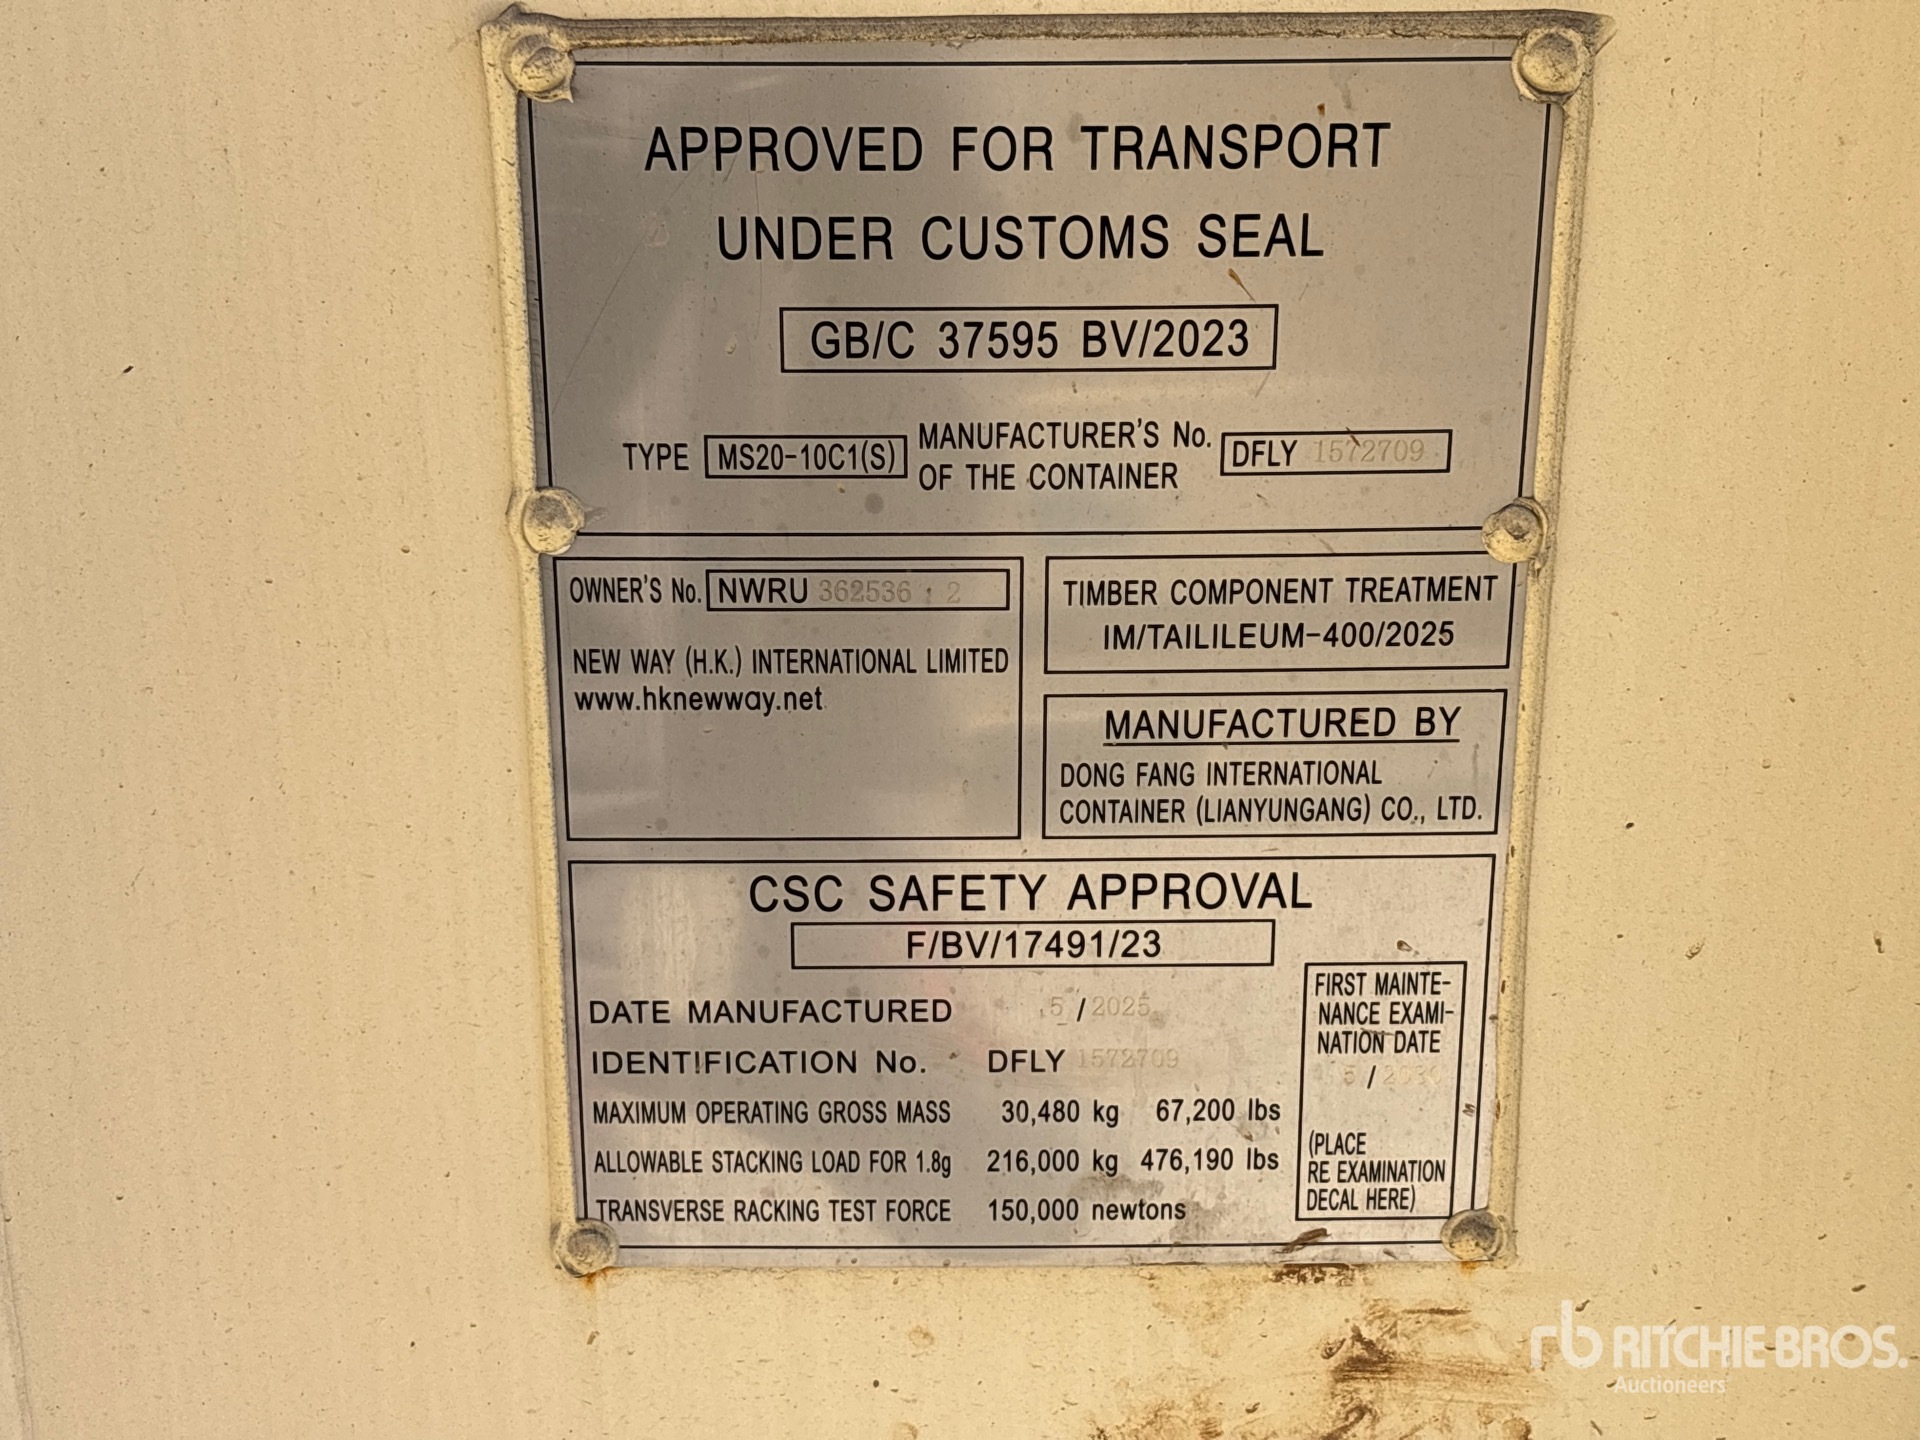 APPROVED FOR TRANSPORT
UNDER CUSTOMS SEAL
GB/C 37595 BV/2023
TYPE MS20-10C1(S) MANUFACTURER'S No. OF THE CONTAINER DFLY 1572709
OWNER'S No. NWRU 362536 2
NEW WAY (H.K.) INTERNATIONAL LIMITED
www.hknewway.net
TIMBER COMPONENT TREATMENT
IM/TAILILEUM-400/2025
MANUFACTURED BY
DONG FANG INTERNATIONAL
CONTAINER (LIANYUNGANG) CO., LTD.
CSC SAFETY APPROVAL
F/BV/17491/23
DATE MANUFACTURED 5 / 2025
IDENTIFICATION No. DFLY 1572709
MAXIMUM OPERATING GROSS MASS 30,480 kg 67,200 lbs
ALLOWABLE STACKING LOAD FOR 1.8g 216,000 kg 476,190 lbs
TRANSVERSE RACKING TEST FORCE 150,000 newtons
FIRST MAINTE-
NANCE EXAMI-
NATION DATE
5 / 2030
(PLACE
RE EXAMINATION
DECAL HERE)
rb RITCHIE BROS.
Auctioneers